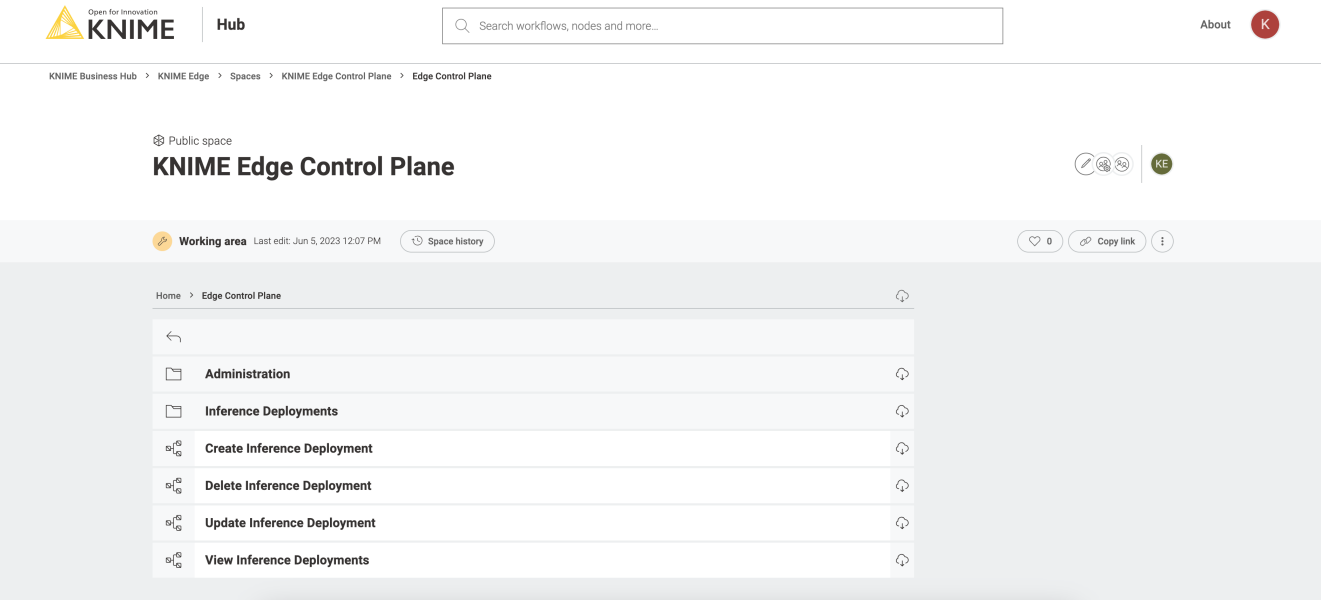 Open for Innovation
KNIME
Hub
Search workflows, nodes and more...
About
K
KNIME Business Hub > KNIME Edge > Spaces > KNIME Edge Control Plane > Edge Control Plane
Public space
KNIME Edge Control Plane
KE
Working area Last edit: Jun 5, 2023 12:07 PM Space history 0 Copy link
Home > Edge Control Plane
Administration
Inference Deployments
Create Inference Deployment
Delete Inference Deployment
Update Inference Deployment
View Inference Deployments